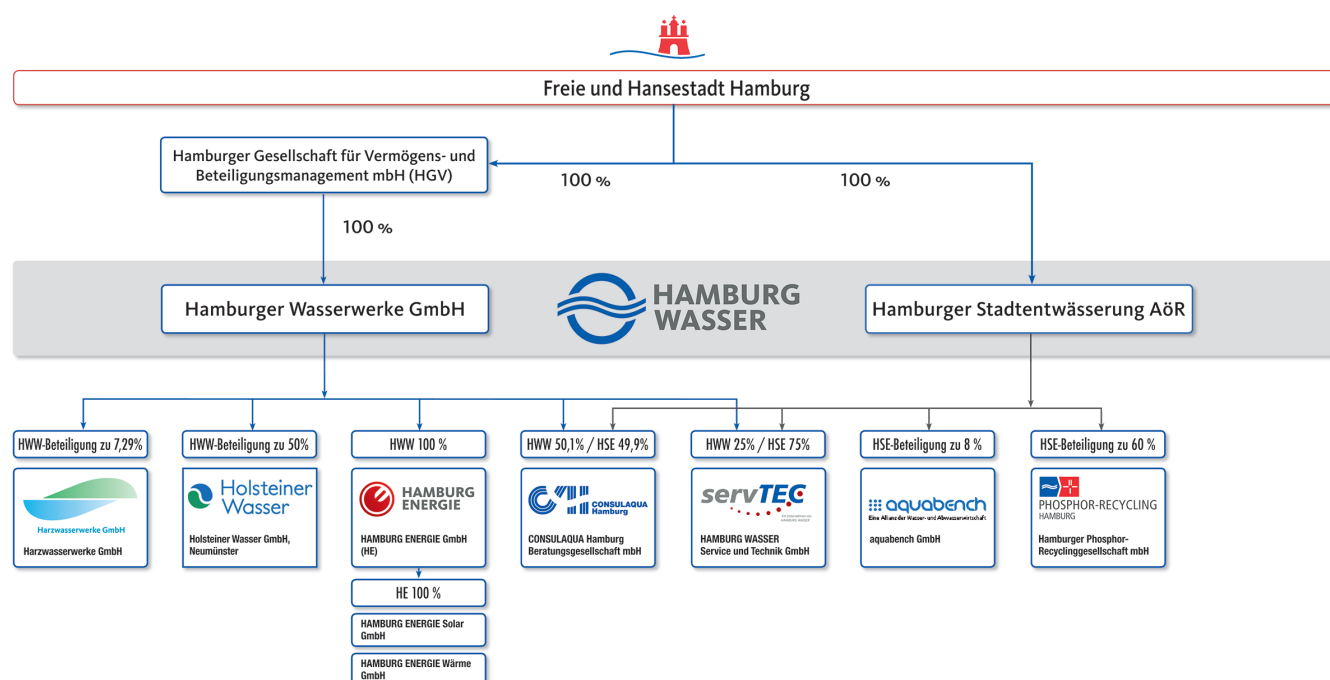 Freie und Hansestadt Hamburg
Hamburger Gesellschaft für Vermögens- und
Beteiligungsmanagement mbH (HGV)
100 %
100 %
100 %
Hamburger Wasserwerke GmbH
HAMBURG
WASSER
Hamburger Stadtentwässerung AöR
HWW-Beteiligung zu 7,29%
HWW-Beteiligung zu 50%
HWW 100 %
HWW 50,1% / HSE 49,9%
HWW 25% / HSE 75%
HSE-Beteiligung zu 8 %
HSE-Beteiligung zu 60 %
Harzwasserwerke GmbH
Harzwasserwerke GmbH
Holsteiner
Wasser
Holsteiner Wasser GmbH,
Neumünster
HAMBURG
ENERGIE
HAMBURG ENERGIE GmbH
(HE)
CONSULAQUA
Hamburg
CONSULAQUA Hamburg
Beratungsgesellschaft mbH
servTEC
Ein Unternehmen von
HAMBURG WASSER
HAMBURG WASSER
Service und Technik GmbH
aquabench
Eine Allianz der Wasser- und Abwasserwirtschaft
aquabench GmbH
PHOSPHOR-RECYCLING
HAMBURG
Hamburger Phosphor-
Recyclinggesellschaft mbH
HE 100 %
HAMBURG ENERGIE Solar
GmbH
HAMBURG ENERGIE Wärme
GmbH